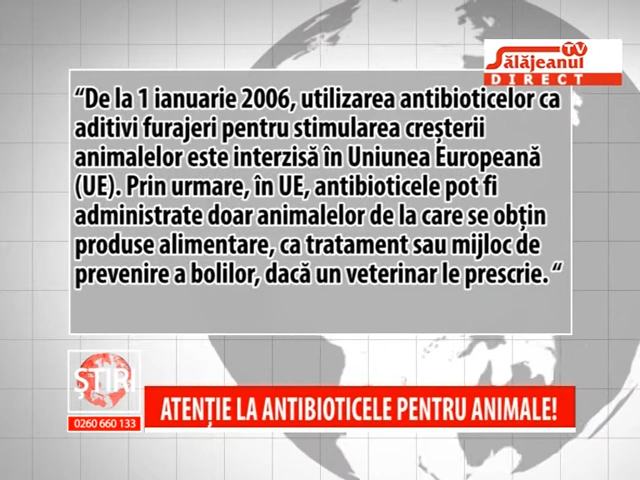 Sălăjeanul TV
DIRECT
“De la 1 ianuarie 2006, utilizarea antibioticelor ca
aditivi furajeri pentru stimularea creșterii
animalelor este interzisă în Uniunea Europeană
(UE). Prin urmare, în UE, antibioticele pot fi
administrate doar animalelor de la care se obțin
produse alimentare, ca tratament sau mijloc de
prevenire a bolilor, dacă un veterinar le prescrie. “
ȘTIRI
0260 660 133
ATENȚIE LA ANTIBIOTICELE PENTRU ANIMALE!